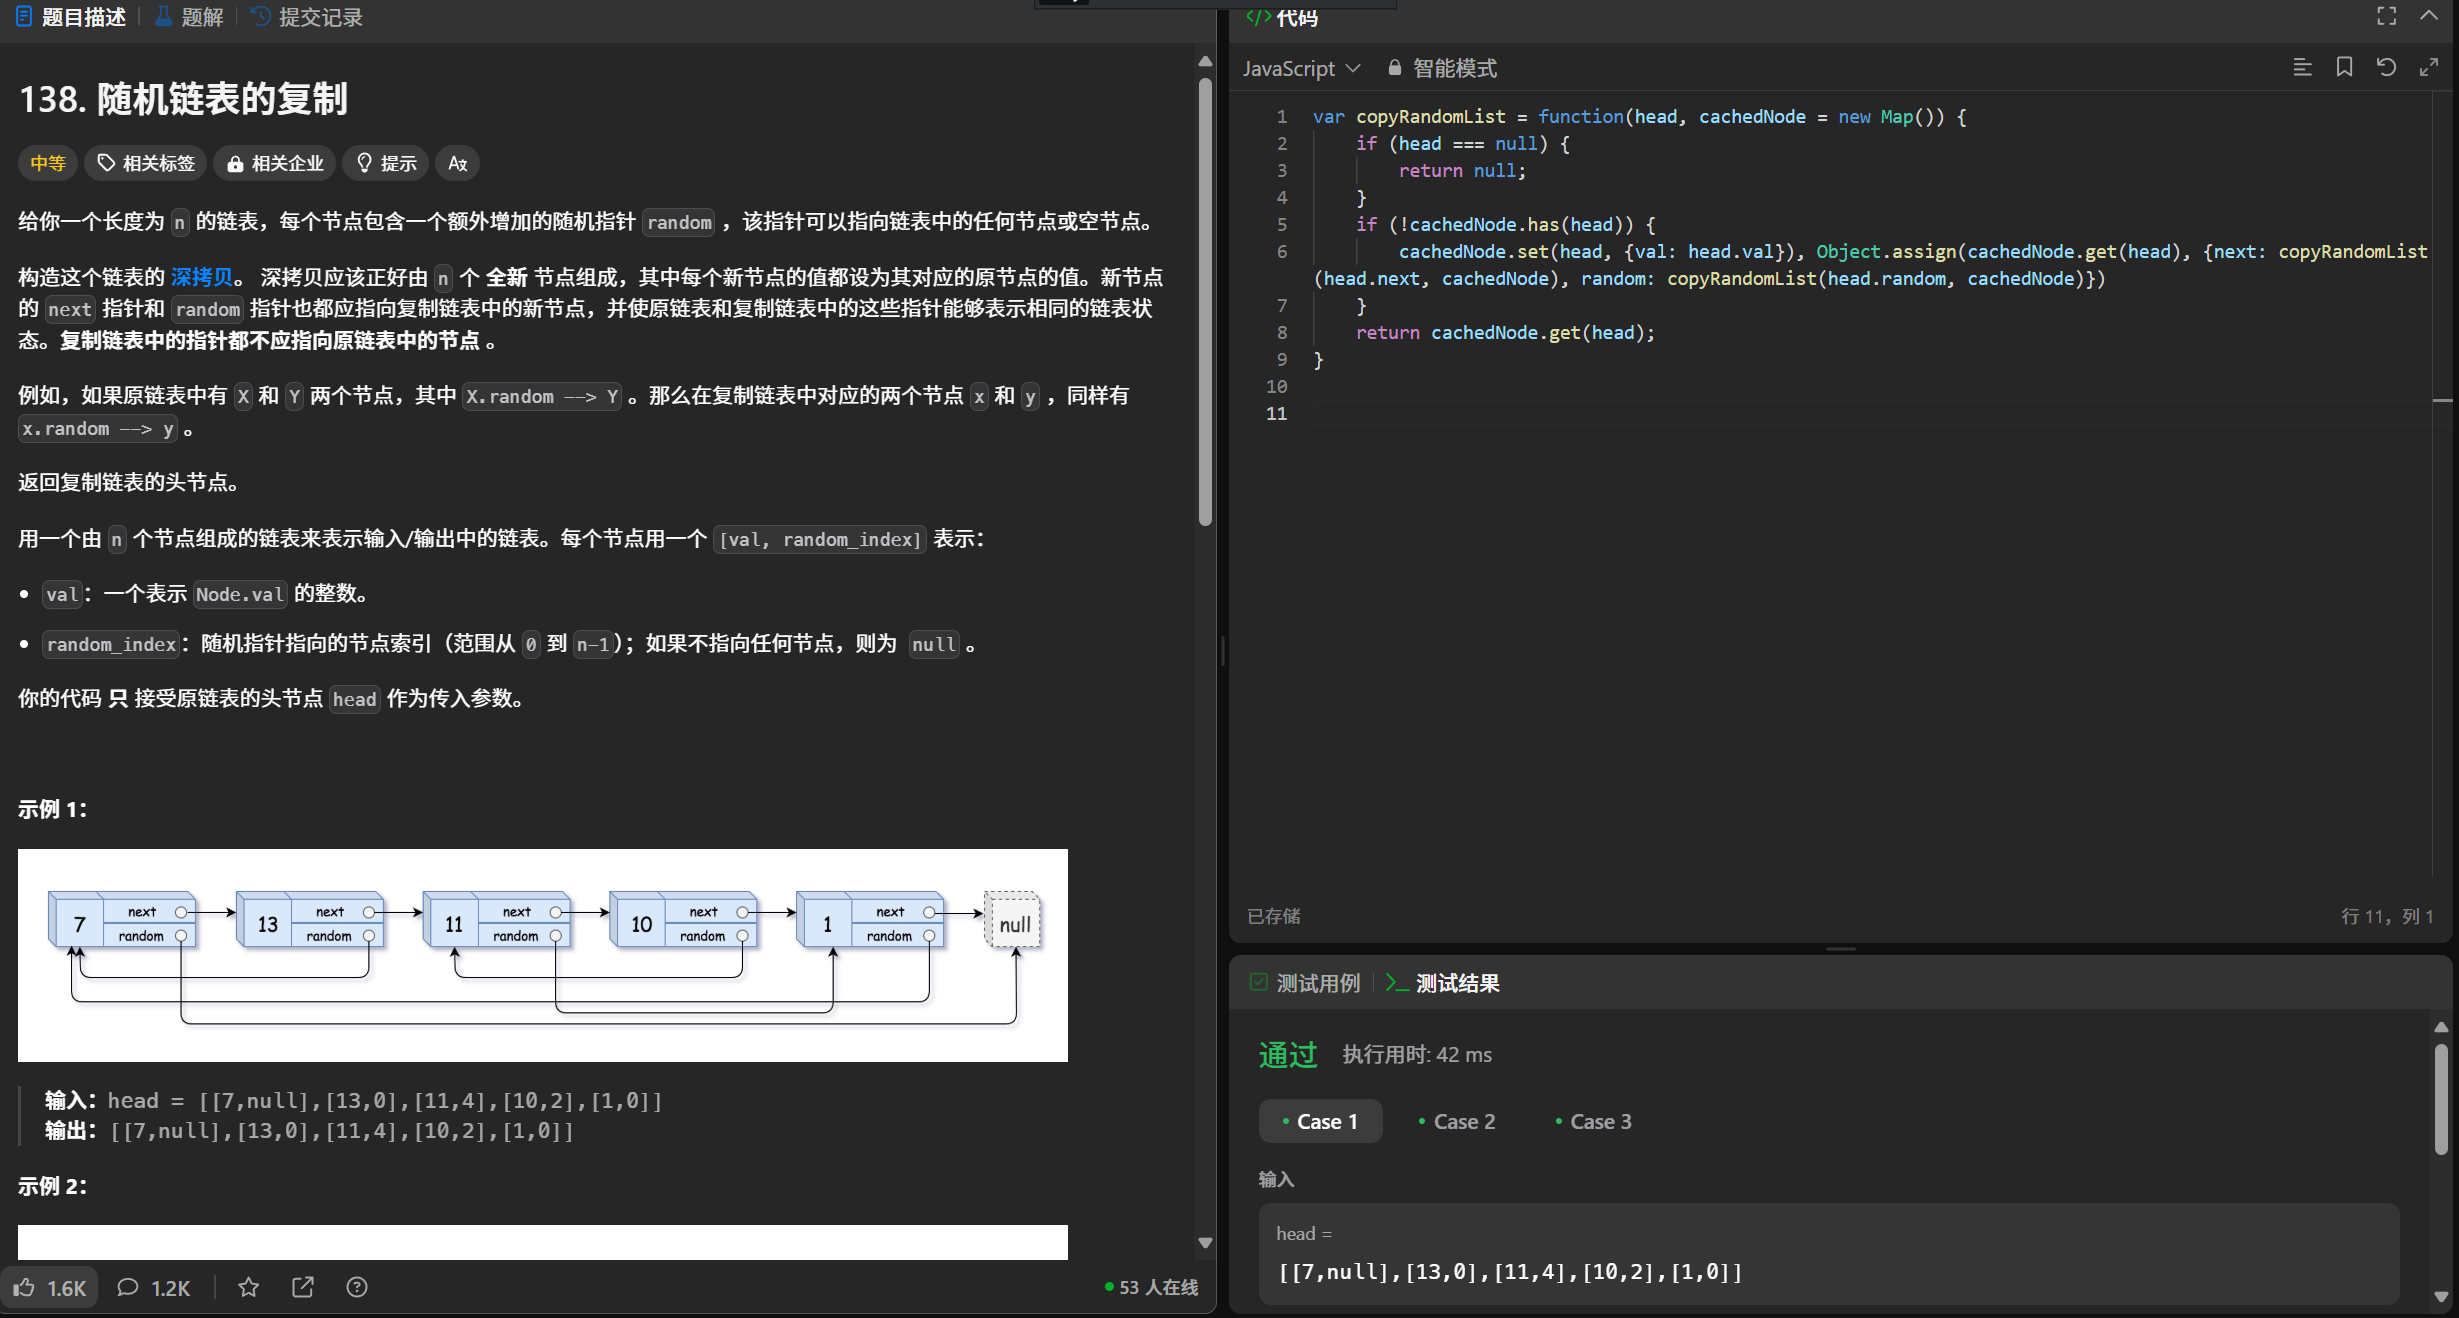 题目描述 | 题解 | 提交记录
138. 随机链表的复制
中等 相关标签 相关企业 提示
给你一个长度为 n 的链表，每个节点包含一个额外增加的随机指针 random ，该指针可以指向链表中的任何节点或空节点。
构造这个链表的 深拷贝。 深拷贝应该正好由 n 个 全新 节点组成，其中每个新节点的值都设为其对应的原节点的值。新节点
的 next 指针和 random 指针也都应指向复制链表中的新节点，并使原链表和复制链表中的这些指针能够表示相同的链表状
态。复制链表中的指针都不应指向原链表中的节点 。
例如，如果原链表中有 X 和 Y 两个节点，其中 X.random --> Y 。那么在复制链表中对应的两个节点 x 和 y ，同样有
x.random --> y 。
返回复制链表的头节点。
用一个由 n 个节点组成的链表来表示输入/输出中的链表。每个节点用一个 [val, random_index] 表示：
• val：一个表示 Node.val 的整数。
• random_index：随机指针指向的节点索引（范围从 0 到 n-1）；如果不指向任何节点，则为 null 。
你的代码 只 接受原链表的头节点 head 作为传入参数。
示例 1：
7 next random 13 next random 11 next random 10 next random 1 next random null
输入：head = [[7,null],[13,0],[11,4],[10,2],[1,0]]
输出：[[7,null],[13,0],[11,4],[10,2],[1,0]]
示例 2：
1.6K 1.2K 53 人在线
</> 代码
JavaScript 智能模式
1 var copyRandomList = function(head, cachedNode = new Map()) {
2 if (head === null) {
3 return null;
4 }
5 if (!cachedNode.has(head)) {
6 cachedNode.set(head, {val: head.val}), Object.assign(cachedNode.get(head), {next: copyRandomList
(head.next, cachedNode), random: copyRandomList(head.random, cachedNode)})
7 }
8 return cachedNode.get(head);
9 }
10
11
已存储 行 11，列 1
测试用例 | >_ 测试结果
通过 执行用时: 42 ms
• Case 1 • Case 2 • Case 3
输入
head =
[[7,null],[13,0],[11,4],[10,2],[1,0]]